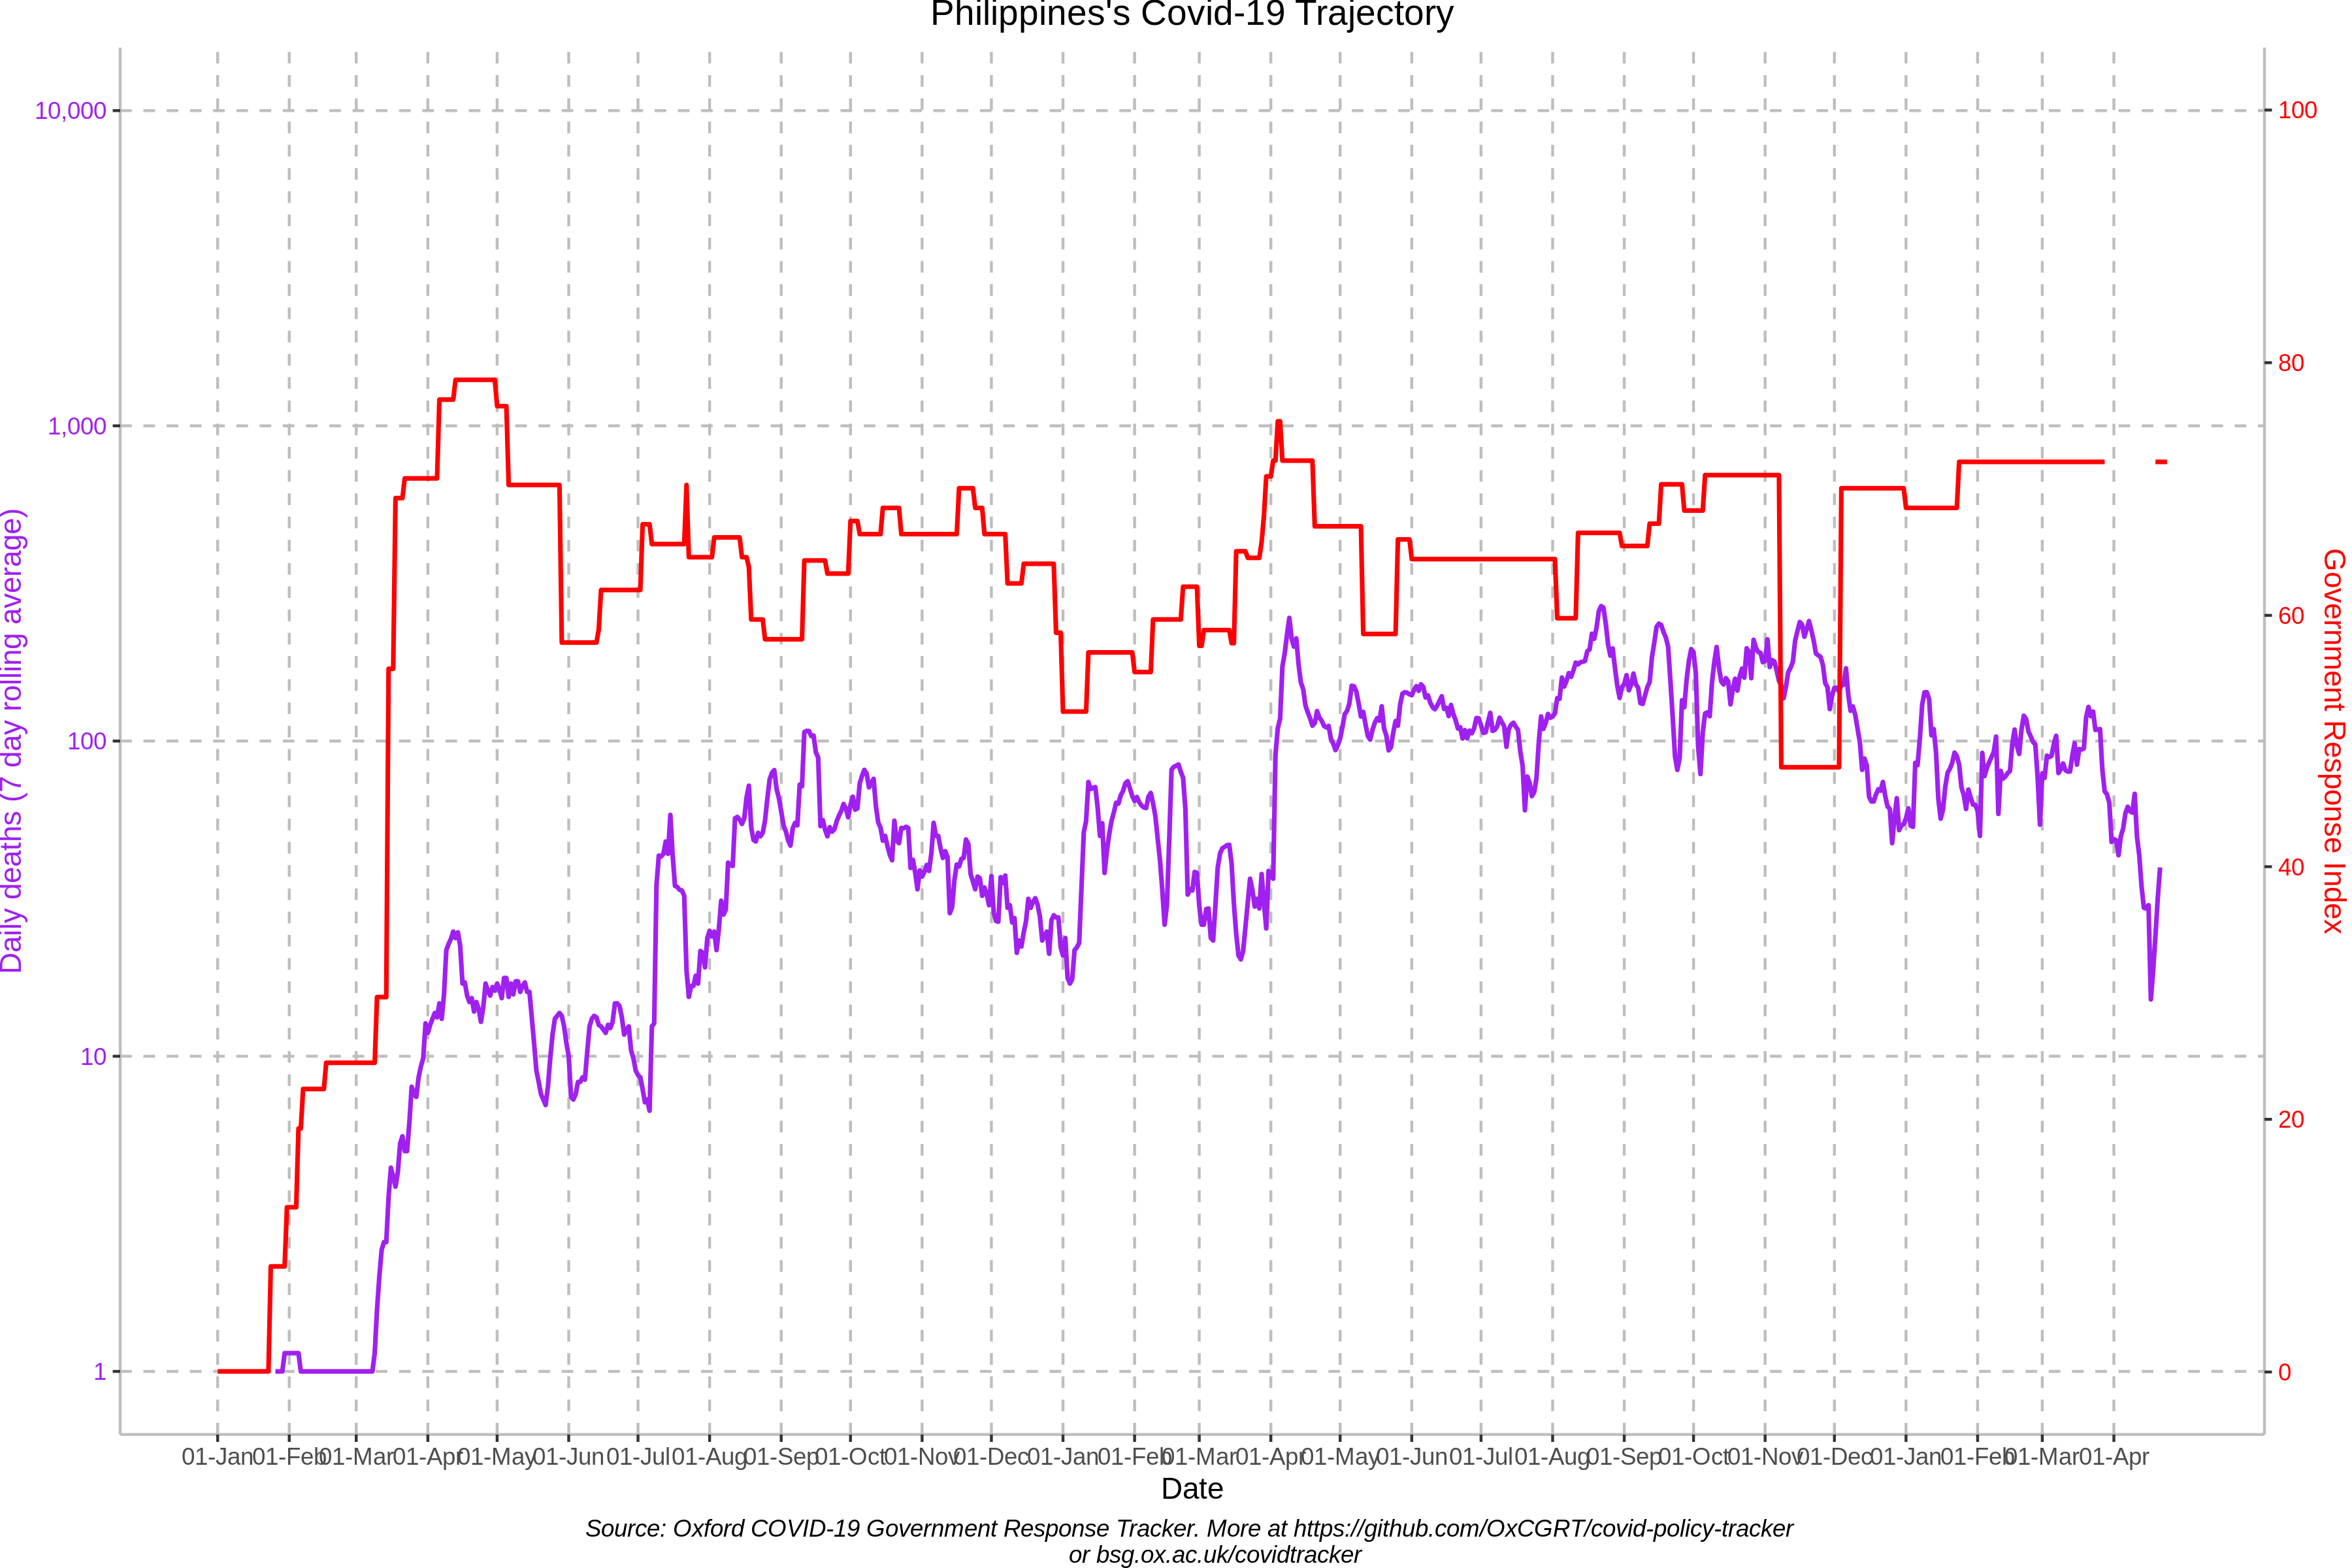 Philippines's Covid-19 Trajectory
10,000
1,000
100
10
1
Daily deaths (7 day rolling average)
100
80
60
40
20
0
Government Response Index
01-Jan 01-Feb 01-Mar 01-Apr 01-May 01-Jun 01-Jul 01-Aug 01-Sep 01-Oct 01-Nov 01-Dec 01-Jan 01-Feb 01-Mar 01-Apr 01-May 01-Jun 01-Jul 01-Aug 01-Sep 01-Oct 01-Nov 01-Dec 01-Jan 01-Feb 01-Mar 01-Apr
Date
Source: Oxford COVID-19 Government Response Tracker. More at https://github.com/OxCGRT/covid-policy-tracker
or bsg.ox.ac.uk/covidtracker